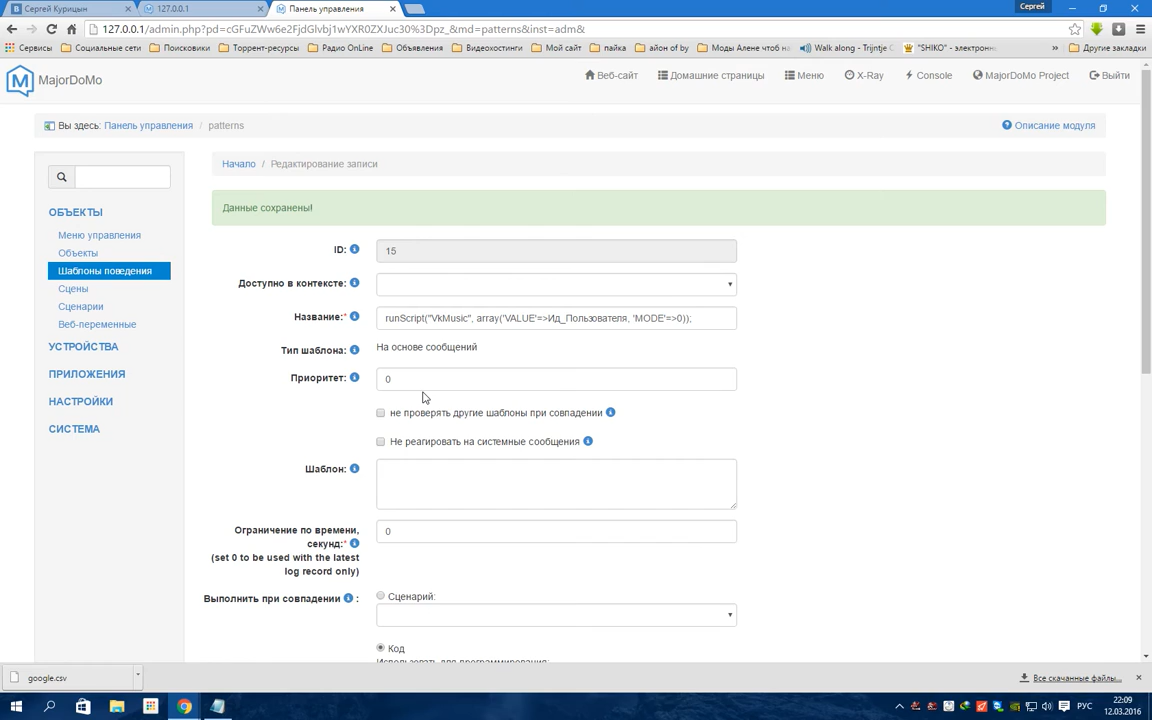 Сергей Курицын
127.0.0.1
Панель управления
Сергей
127.0.0.1/admin.php?pd=cGFuZWw6e2FjdGlvbj1wYXR0ZXJuc30%3Dpz_&md=patterns&inst=adm&
Сервисы
Социальные сети
Поисковики
Торрент-ресурсы
Радио OnLine
Объявления
Видеохостинги
Мой сайт
пайка
айон of by
Моды Алене чтоб на
Walk along - Trijntje О
"SHIKO" - электронн
»
Другие закладки
MajorDoMo
Веб-сайт
Домашние страницы
Меню
X-Ray
Console
MajorDoMo Project
Выйти
Вы здесь: Панель управления / patterns
Описание модуля
Начало / Редактирование записи
Данные сохранены!
ОБЪЕКТЫ
Меню управления
Объекты
Шаблоны поведения
Сцены
Сценарии
Веб-переменные
УСТРОЙСТВА
ПРИЛОЖЕНИЯ
НАСТРОЙКИ
СИСТЕМА
ID:
15
Доступно в контексте:
Название:*
runScript("VkMusic", array('VALUE'=>Ид_Пользователя, 'MODE'=>0));
Тип шаблона:
На основе сообщений
Приоритет:
0
не проверять другие шаблоны при совпадении
Не реагировать на системные сообщения
Шаблон:
Ограничение по времени,
секунд:*
(set 0 to be used with the latest
log record only)
0
Выполнить при совпадении :
Сценарий:
Код
Использовать для программирования:
google.csv
Все скачанные файлы...
РУС
22:09
12.03.2016